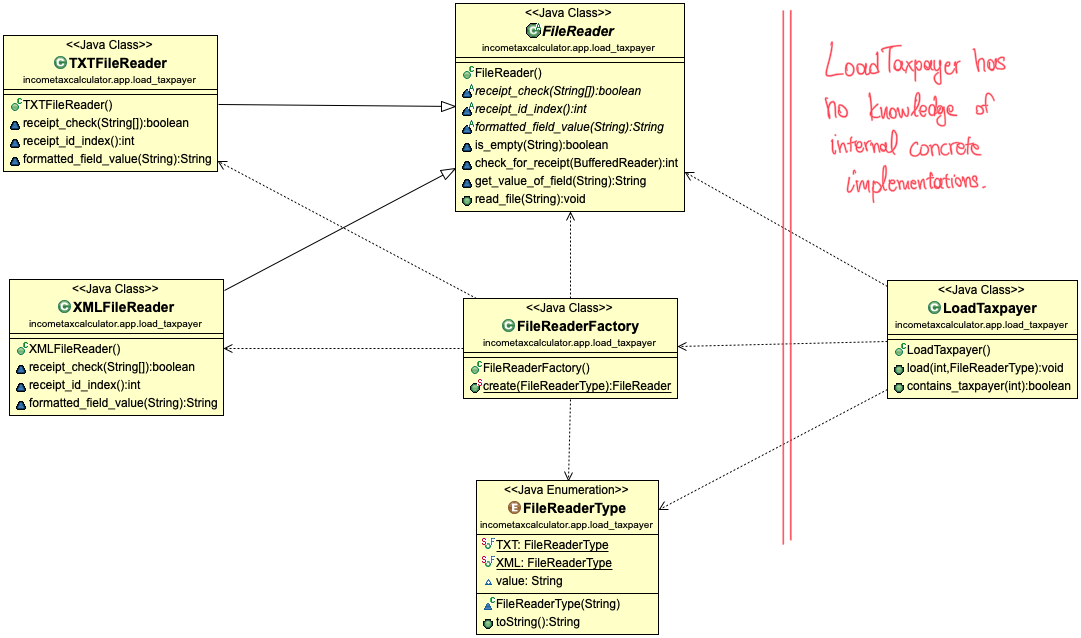 <<Java Class>>
TXTFileReader
incometaxcalculator.app.load_taxpayer
TXTFileReader()
receipt_check(String[]):boolean
receipt_id_index():int
formatted_field_value(String):String
<<Java Class>>
FileReader
incometaxcalculator.app.load_taxpayer
FileReader()
receipt_check(String[]):boolean
receipt_id_index():int
formatted_field_value(String):String
is_empty(String):boolean
check_for_receipt(BufferedReader):int
get_value_of_field(String):String
read_file(String):void
LoadTaxpayer has
no knowledge of
internal concrete
implementations.
<<Java Class>>
XMLFileReader
incometaxcalculator.app.load_taxpayer
XMLFileReader()
receipt_check(String[]):boolean
receipt_id_index():int
formatted_field_value(String):String
<<Java Class>>
FileReaderFactory
incometaxcalculator.app.load_taxpayer
FileReaderFactory()
create(FileReaderType):FileReader
<<Java Class>>
LoadTaxpayer
incometaxcalculator.app.load_taxpayer
LoadTaxpayer()
load(int,FileReaderType):void
contains_taxpayer(int):boolean
<<Java Enumeration>>
FileReaderType
incometaxcalculator.app.load_taxpayer
TXT: FileReaderType
XML: FileReaderType
value: String
FileReaderType(String)
toString():String